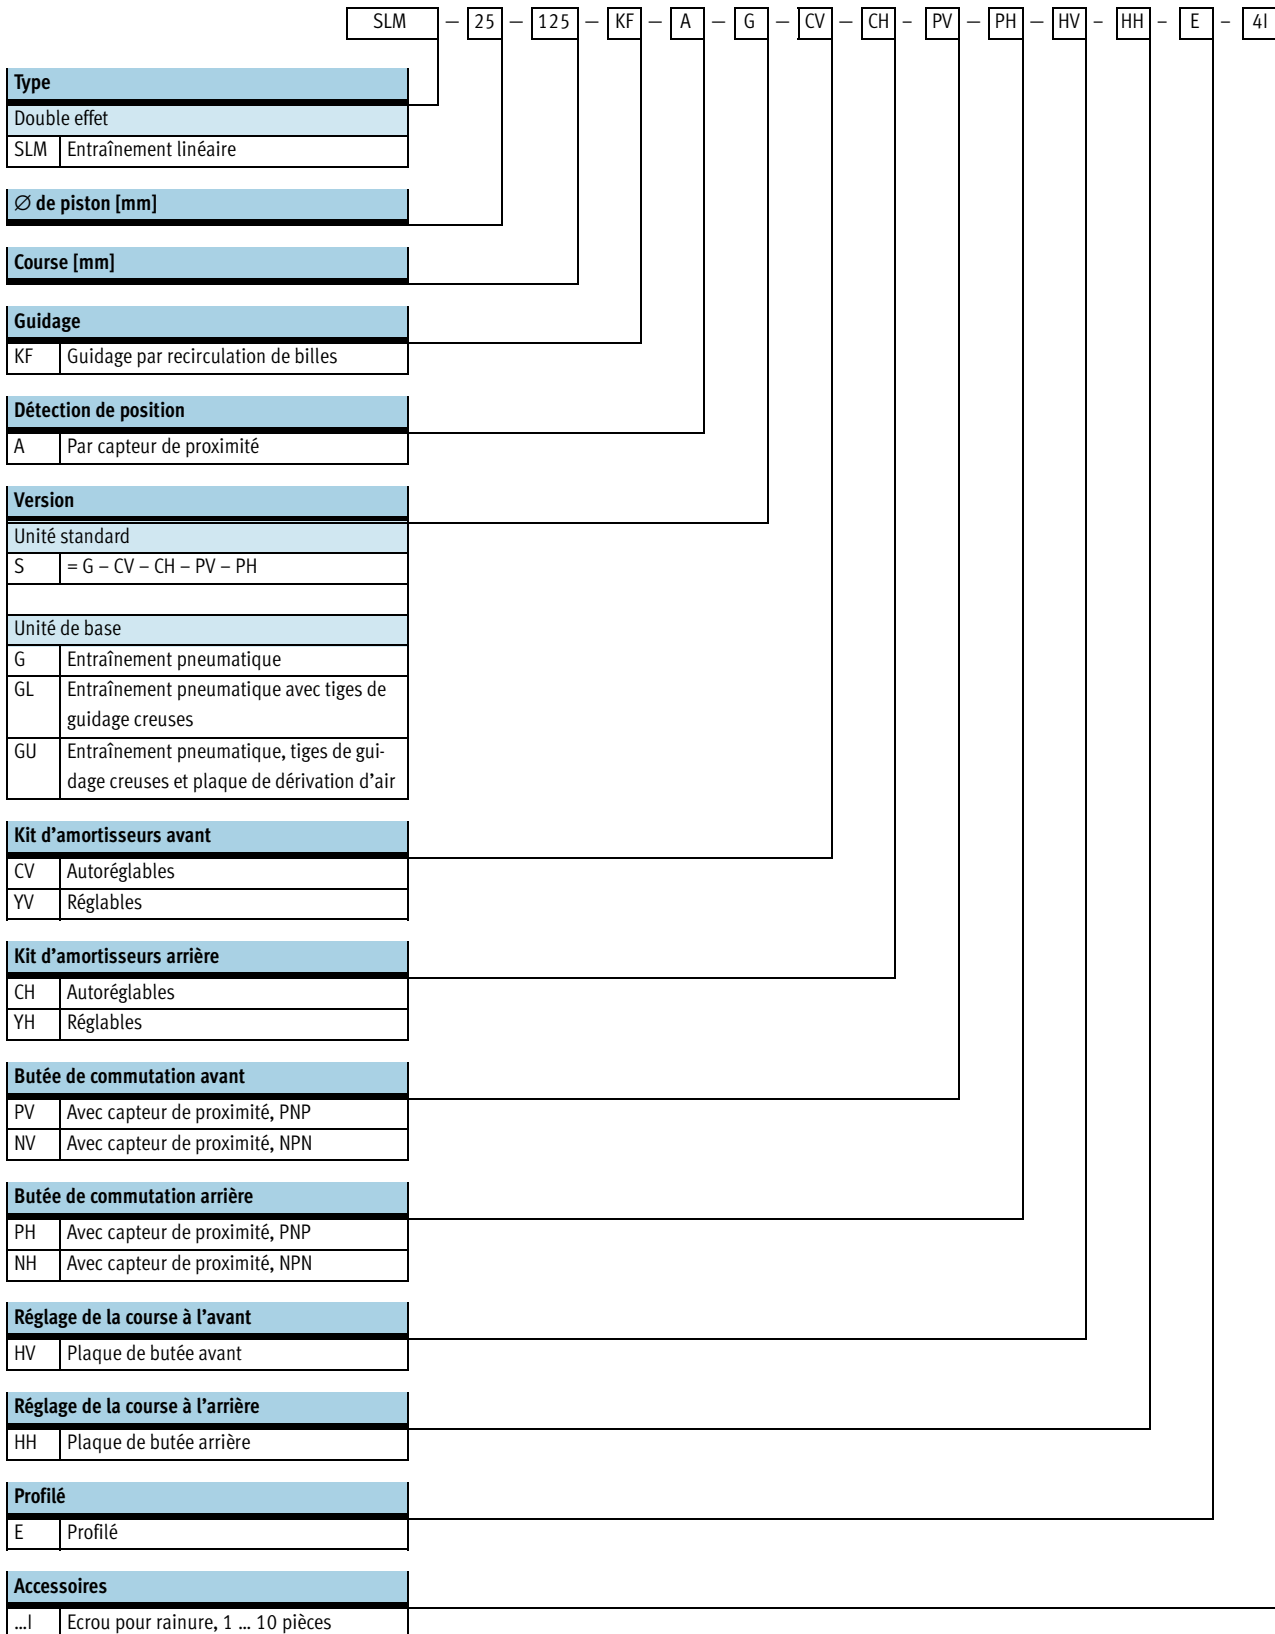 SLM — 25 — 125 — KF — A — G — CV — CH – PV — PH — HV – HH – E – 4I
Type
Double effet
SLM Entraînement linéaire
∅ de piston [mm]
Course [mm]
Guidage
KF Guidage par recirculation de billes
Détection de position
A Par capteur de proximité
Version
Unité standard
S = G – CV – CH – PV – PH
Unité de base
G Entraînement pneumatique
GL Entraînement pneumatique avec tiges de
guidage creuses
GU Entraînement pneumatique, tiges de gui-
dage creuses et plaque de dérivation d’air
Kit d’amortisseurs avant
CV Autoréglables
YV Réglables
Kit d’amortisseurs arrière
CH Autoréglables
YH Réglables
Butée de commutation avant
PV Avec capteur de proximité, PNP
NV Avec capteur de proximité, NPN
Butée de commutation arrière
PH Avec capteur de proximité, PNP
NH Avec capteur de proximité, NPN
Réglage de la course à l’avant
HV Plaque de butée avant
Réglage de la course à l’arrière
HH Plaque de butée arrière
Profilé
E Profilé
Accessoires
...I Ecrou pour rainure, 1 ... 10 pièces